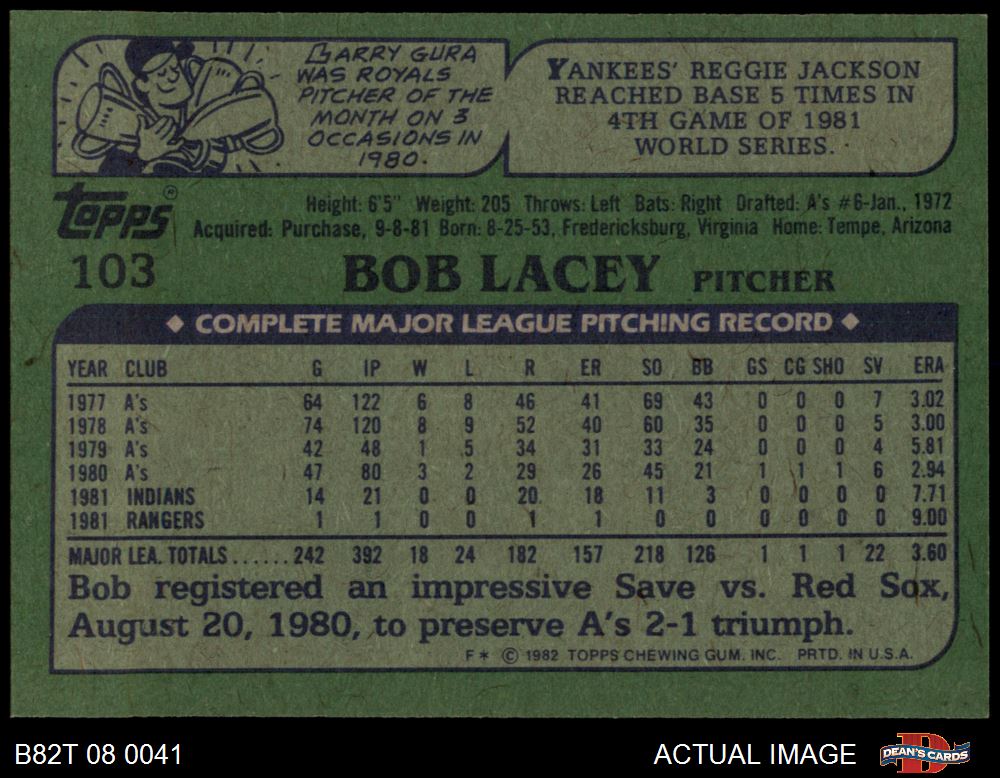 LARRY GURA
WAS ROYALS
PITCHER OF THE
MONTH ON 3
OCCASIONS IN
1980.
YANKEES' REGGIE JACKSON
REACHED BASE 5 TIMES IN
4TH GAME OF 1981
WORLD SERIES.
topps®
Height: 6'5" Weight: 205 Throws: Left Bats: Right Drafted: A's #6-Jan., 1972
Acquired: Purchase, 9-8-81 Born: 8-25-53, Fredericksburg, Virginia Home: Tempe, Arizona
103 BOB LACEY PITCHER
◆ COMPLETE MAJOR LEAGUE PITCHING RECORD ◆
YEAR CLUB G IP W L R ER SO BB GS CG SHO SV ERA
1977 A's 64 122 6 8 46 41 69 43 0 0 0 7 3.02
1978 A's 74 120 8 9 52 40 60 35 0 0 0 5 3.00
1979 A's 42 48 1 5 34 31 33 24 0 0 0 4 5.81
1980 A's 47 80 3 2 29 26 45 21 1 1 1 6 2.94
1981 INDIANS 14 21 0 0 20 18 11 3 0 0 0 0 7.71
1981 RANGERS 1 1 0 0 1 1 0 0 0 0 0 0 9.00
MAJOR LEA. TOTALS......242 392 18 24 182 157 218 126 1 1 1 22 3.60
Bob registered an impressive Save vs. Red Sox,
August 20, 1980, to preserve A's 2-1 triumph.
F* © 1982 TOPPS CHEWING GUM, INC. PRTD. IN U.S.A.
B82T 08 0041 ACTUAL IMAGE DEAN'S CARDS